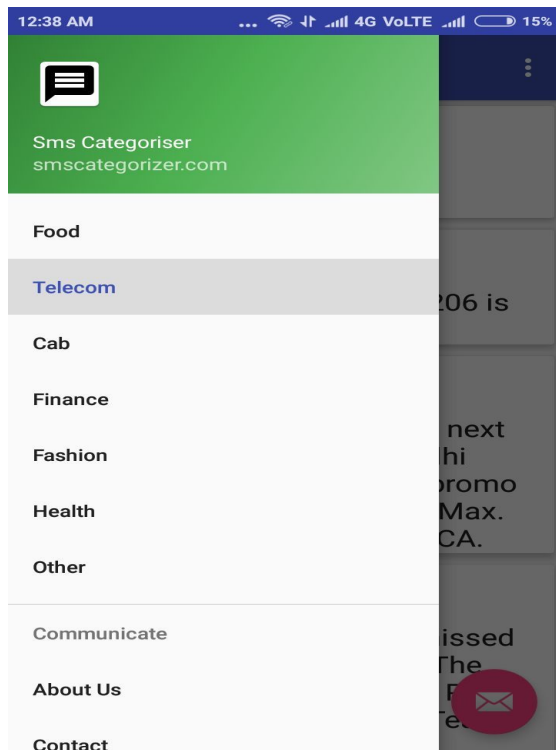 12:38 AM ... 4G VoLTE 15%
Sms Categoriser
smscategorizer.com
Food
Telecom
206 is
Cab
Finance
next
Fashion
hi
promo
Health
Max.
CA.
Other
Communicate
issed
The
About Us
Contact